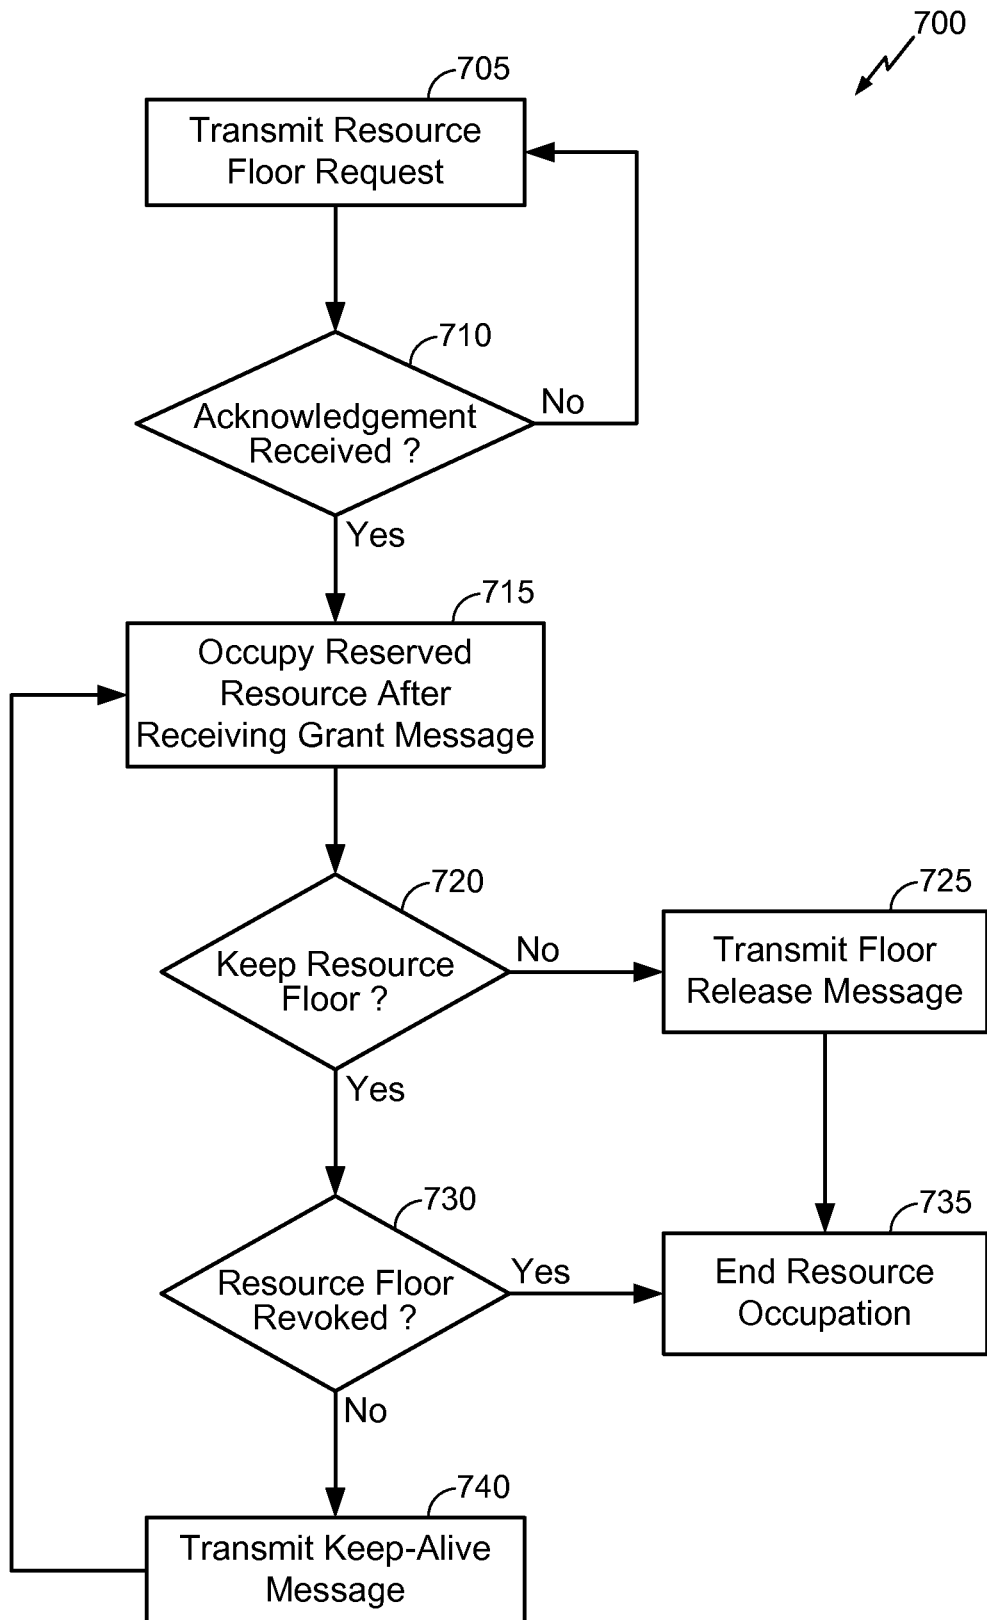 700
705
Transmit Resource
Floor Request
710
Acknowledgement
Received ?
No
Yes
715
Occupy Reserved
Resource After
Receiving Grant Message
720
Keep Resource
Floor ?
No
725
Transmit Floor
Release Message
Yes
730
Resource Floor
Revoked ?
Yes
735
End Resource
Occupation
No
740
Transmit Keep-Alive
Message